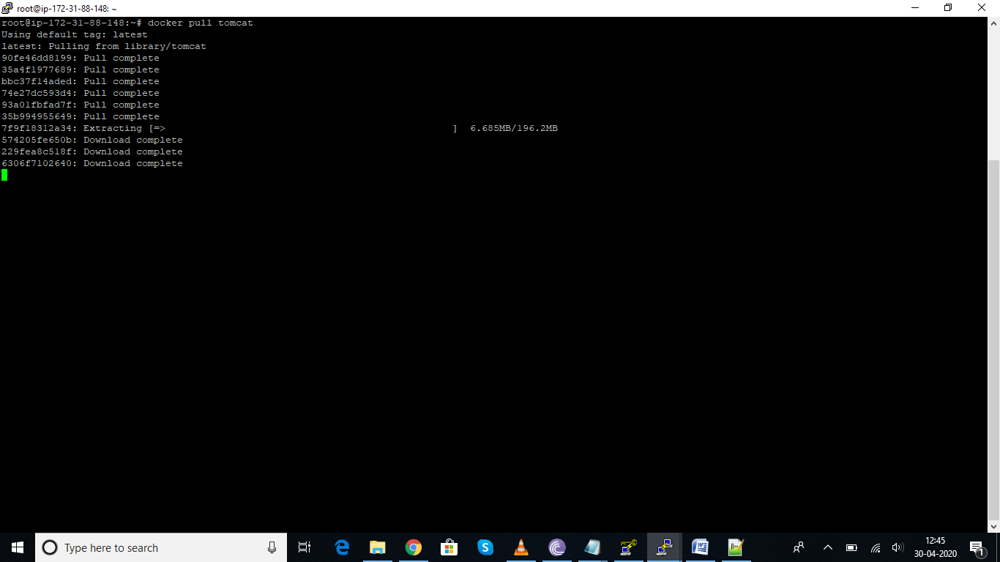 root@ip-172-31-88-148: ~
root@ip-172-31-88-148:~# docker pull tomcat
Using default tag: latest
latest: Pulling from library/tomcat
90fe46dd8199: Pull complete
35a4f1977689: Pull complete
bbc37f14aded: Pull complete
74e27dc593d4: Pull complete
93a01fbfad7f: Pull complete
35b994955649: Pull complete
7f9f18312a34: Extracting [=> ] 6.685MB/196.2MB
574205fe650b: Download complete
229fea8c518f: Download complete
6306f7102640: Download complete
Type here to search
12:45
30-04-2020
1